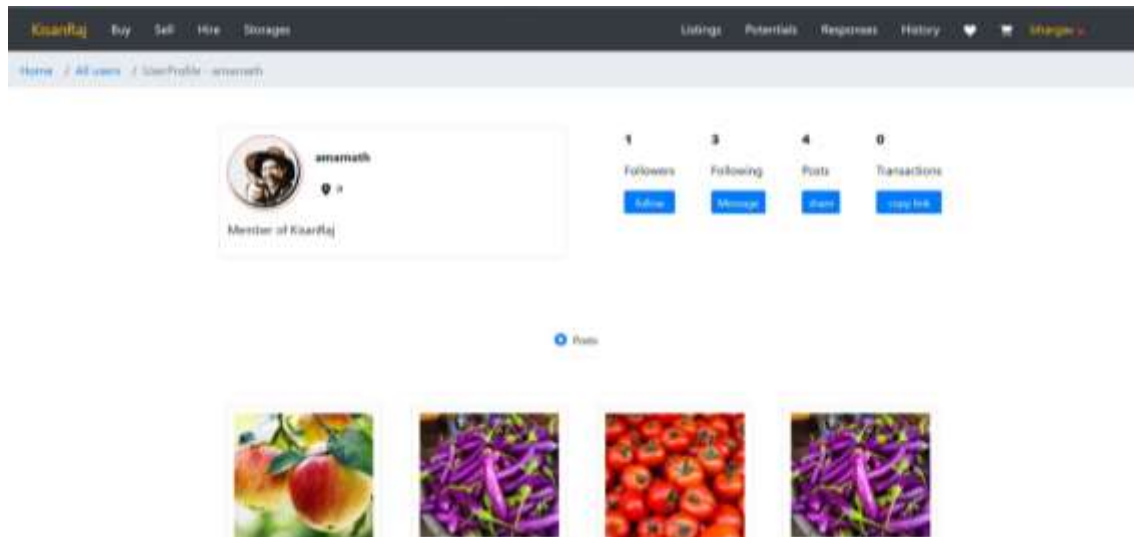 KisanRaj Buy Sell Hire Storages Listings Potentials Responses History bhargav
Home / All users / UserProfile - amarnath
amarnath
Member of KisanRaj
1 3 4 0
Followers Following Posts Transactions
follow Message share copy link
Posts